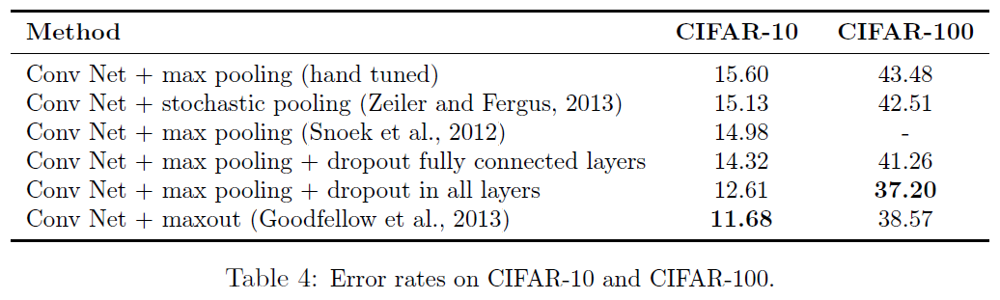 Method CIFAR-10 CIFAR-100
Conv Net + max pooling (hand tuned) 15.60 43.48
Conv Net + stochastic pooling (Zeiler and Fergus, 2013) 15.13 42.51
Conv Net + max pooling (Snoek et al., 2012) 14.98 -
Conv Net + max pooling + dropout fully connected layers 14.32 41.26
Conv Net + max pooling + dropout in all layers 12.61 37.20
Conv Net + maxout (Goodfellow et al., 2013) 11.68 38.57
Table 4: Error rates on CIFAR-10 and CIFAR-100.